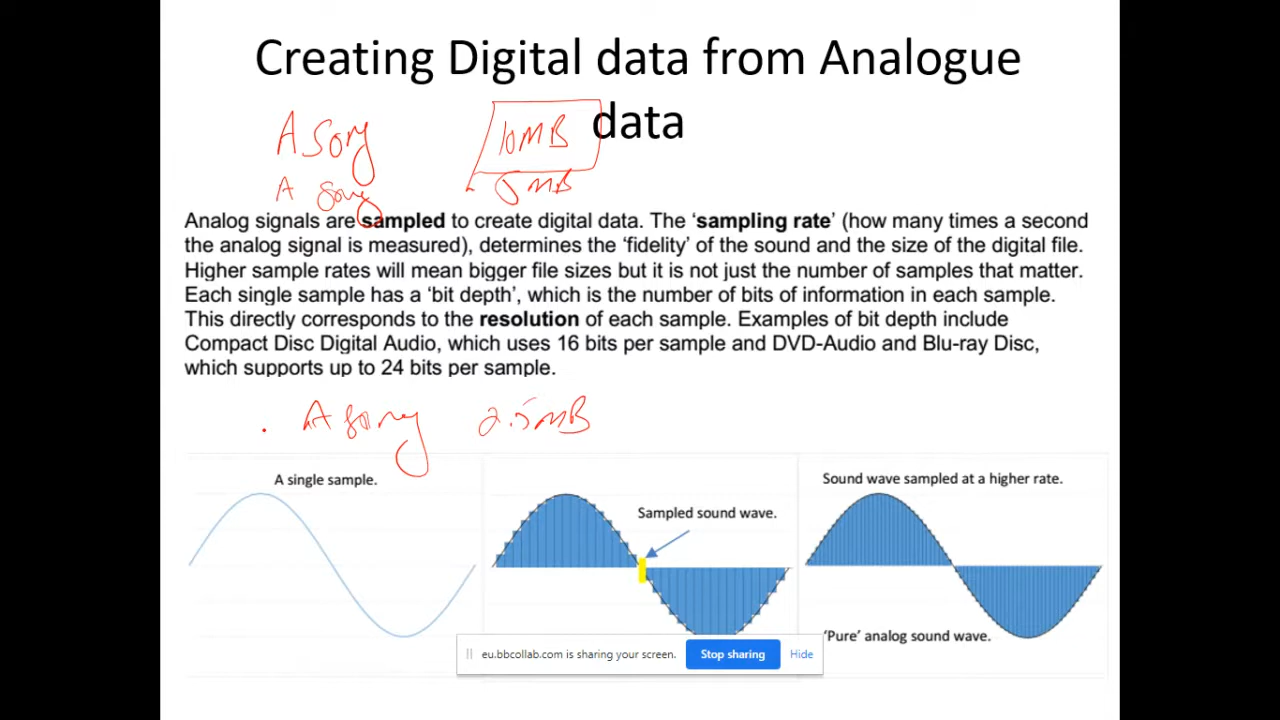 Creating Digital data from Analogue
data
A Song 10MB
A Song 5MB
Analog signals are sampled to create digital data. The ‘sampling rate’ (how many times a second
the analog signal is measured), determines the ‘fidelity’ of the sound and the size of the digital file.
Higher sample rates will mean bigger file sizes but it is not just the number of samples that matter.
Each single sample has a ‘bit depth’, which is the number of bits of information in each sample.
This directly corresponds to the resolution of each sample. Examples of bit depth include
Compact Disc Digital Audio, which uses 16 bits per sample and DVD-Audio and Blu-ray Disc,
which supports up to 24 bits per sample.
A song 2.5MB
A single sample.
Sampled sound wave.
Sound wave sampled at a higher rate.
‘Pure’ analog sound wave.
eu.bbcollab.com is sharing your screen. Stop sharing Hide